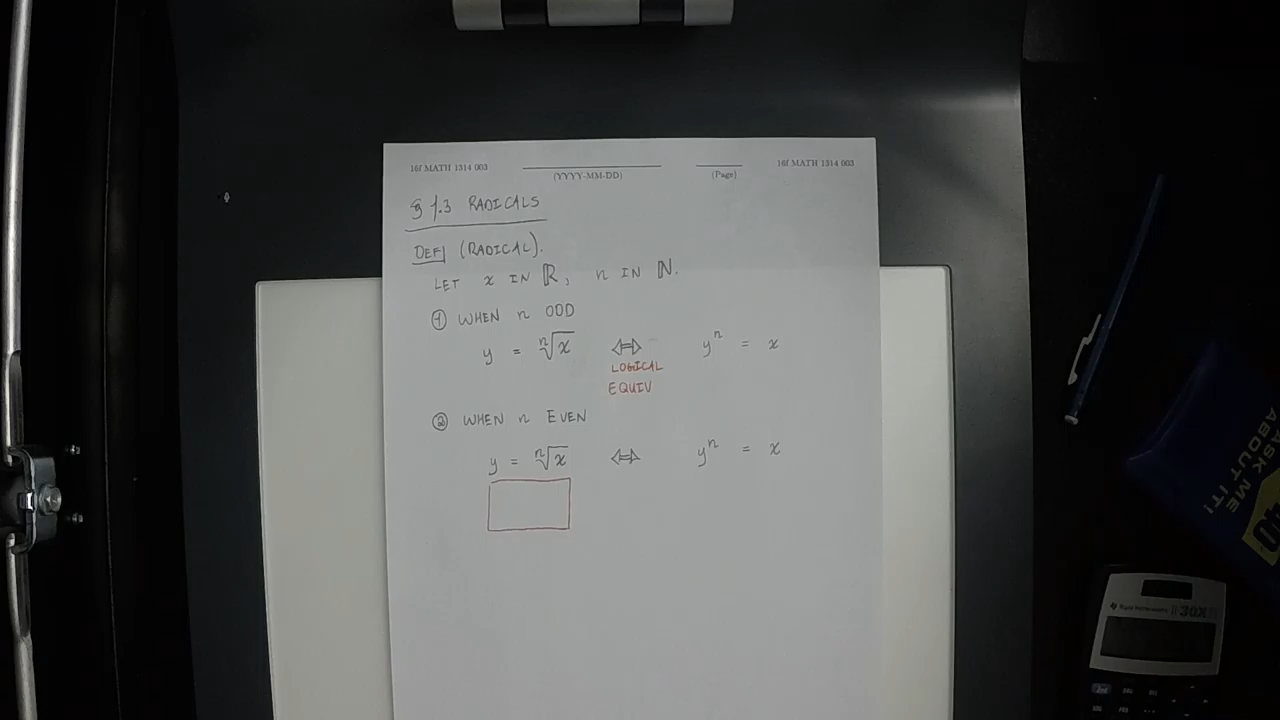 16f MATH 1314 003
(YYYY-MM-DD)
(Page)
16f MATH 1314 003
§ 1.3 RADICALS
DEF (RADICAL).
LET x IN ℝ, n IN ℕ.
① WHEN n ODD
y = ⁿ√x ⇔ yⁿ = x
LOGICAL
EQUIV
② WHEN n EVEN
y = ⁿ√x ⇔ yⁿ = x
ASK ME
ABOUT IT!
Texas Instruments
2nd